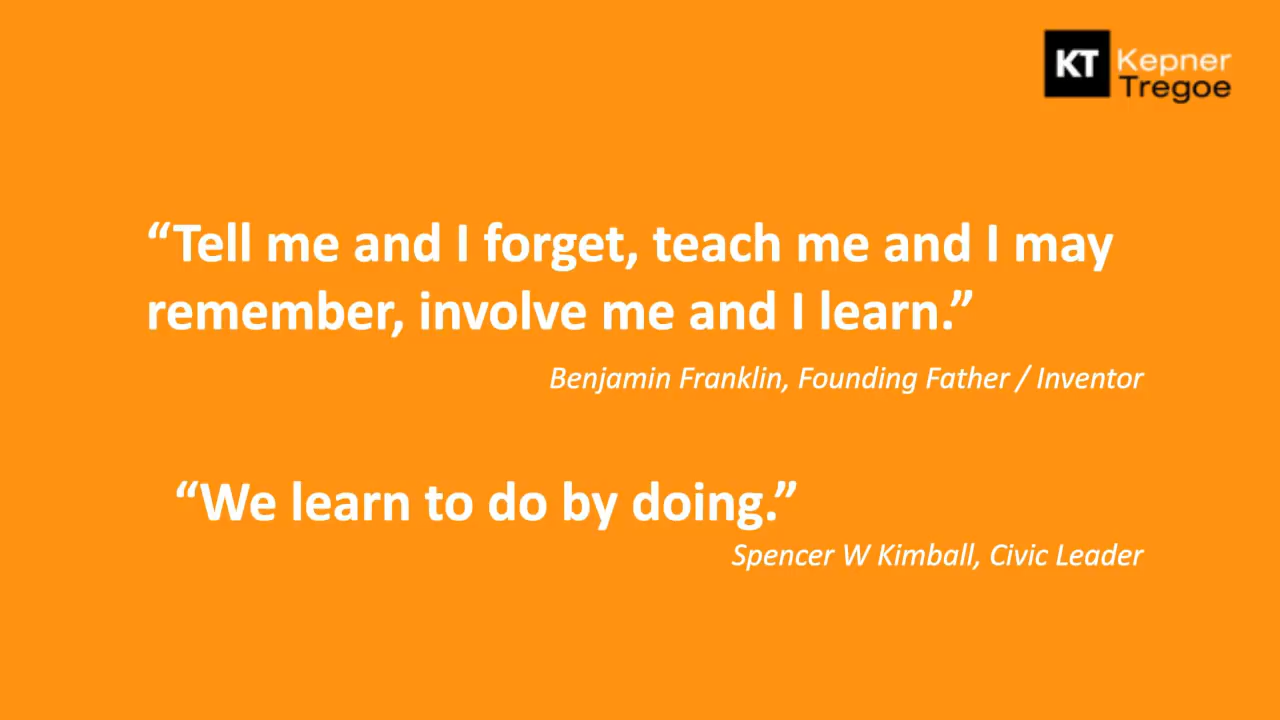 KT Kepner
Tregoe
“Tell me and I forget, teach me and I may
remember, involve me and I learn.”
Benjamin Franklin, Founding Father / Inventor
“We learn to do by doing.”
Spencer W Kimball, Civic Leader